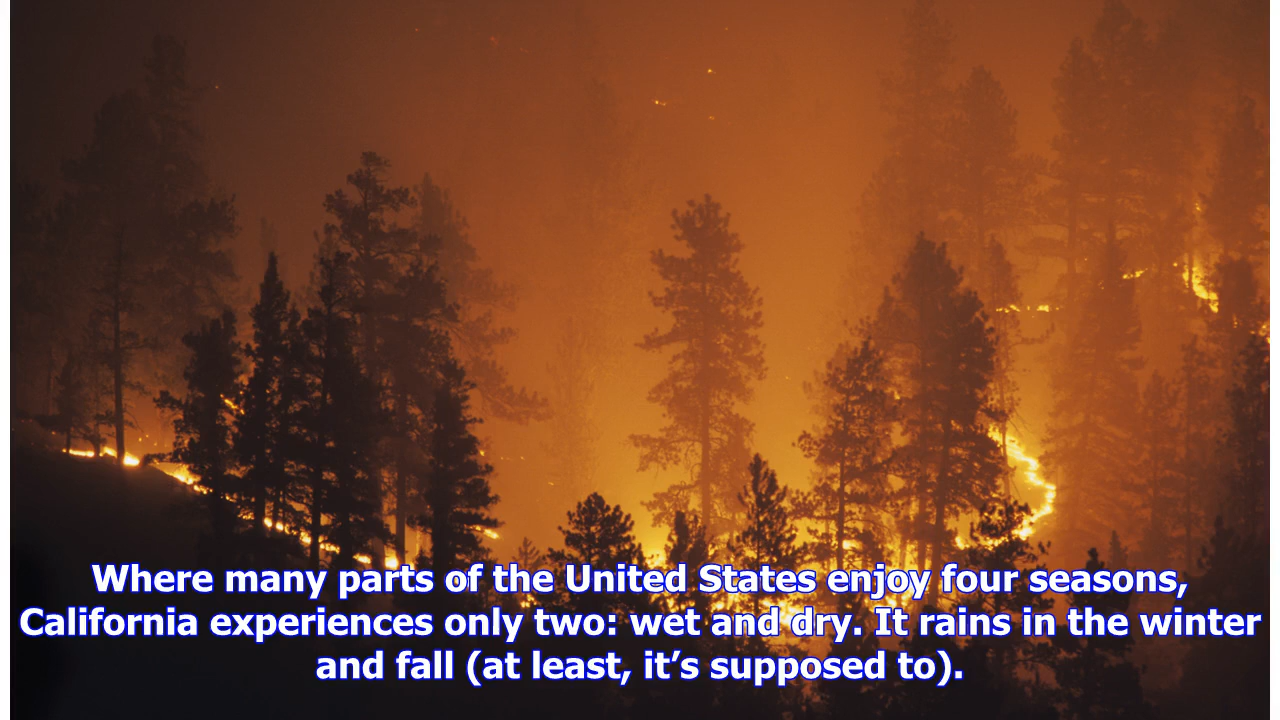 Where many parts of the United States enjoy four seasons,
California experiences only two: wet and dry. It rains in the winter
and fall (at least, it’s supposed to).